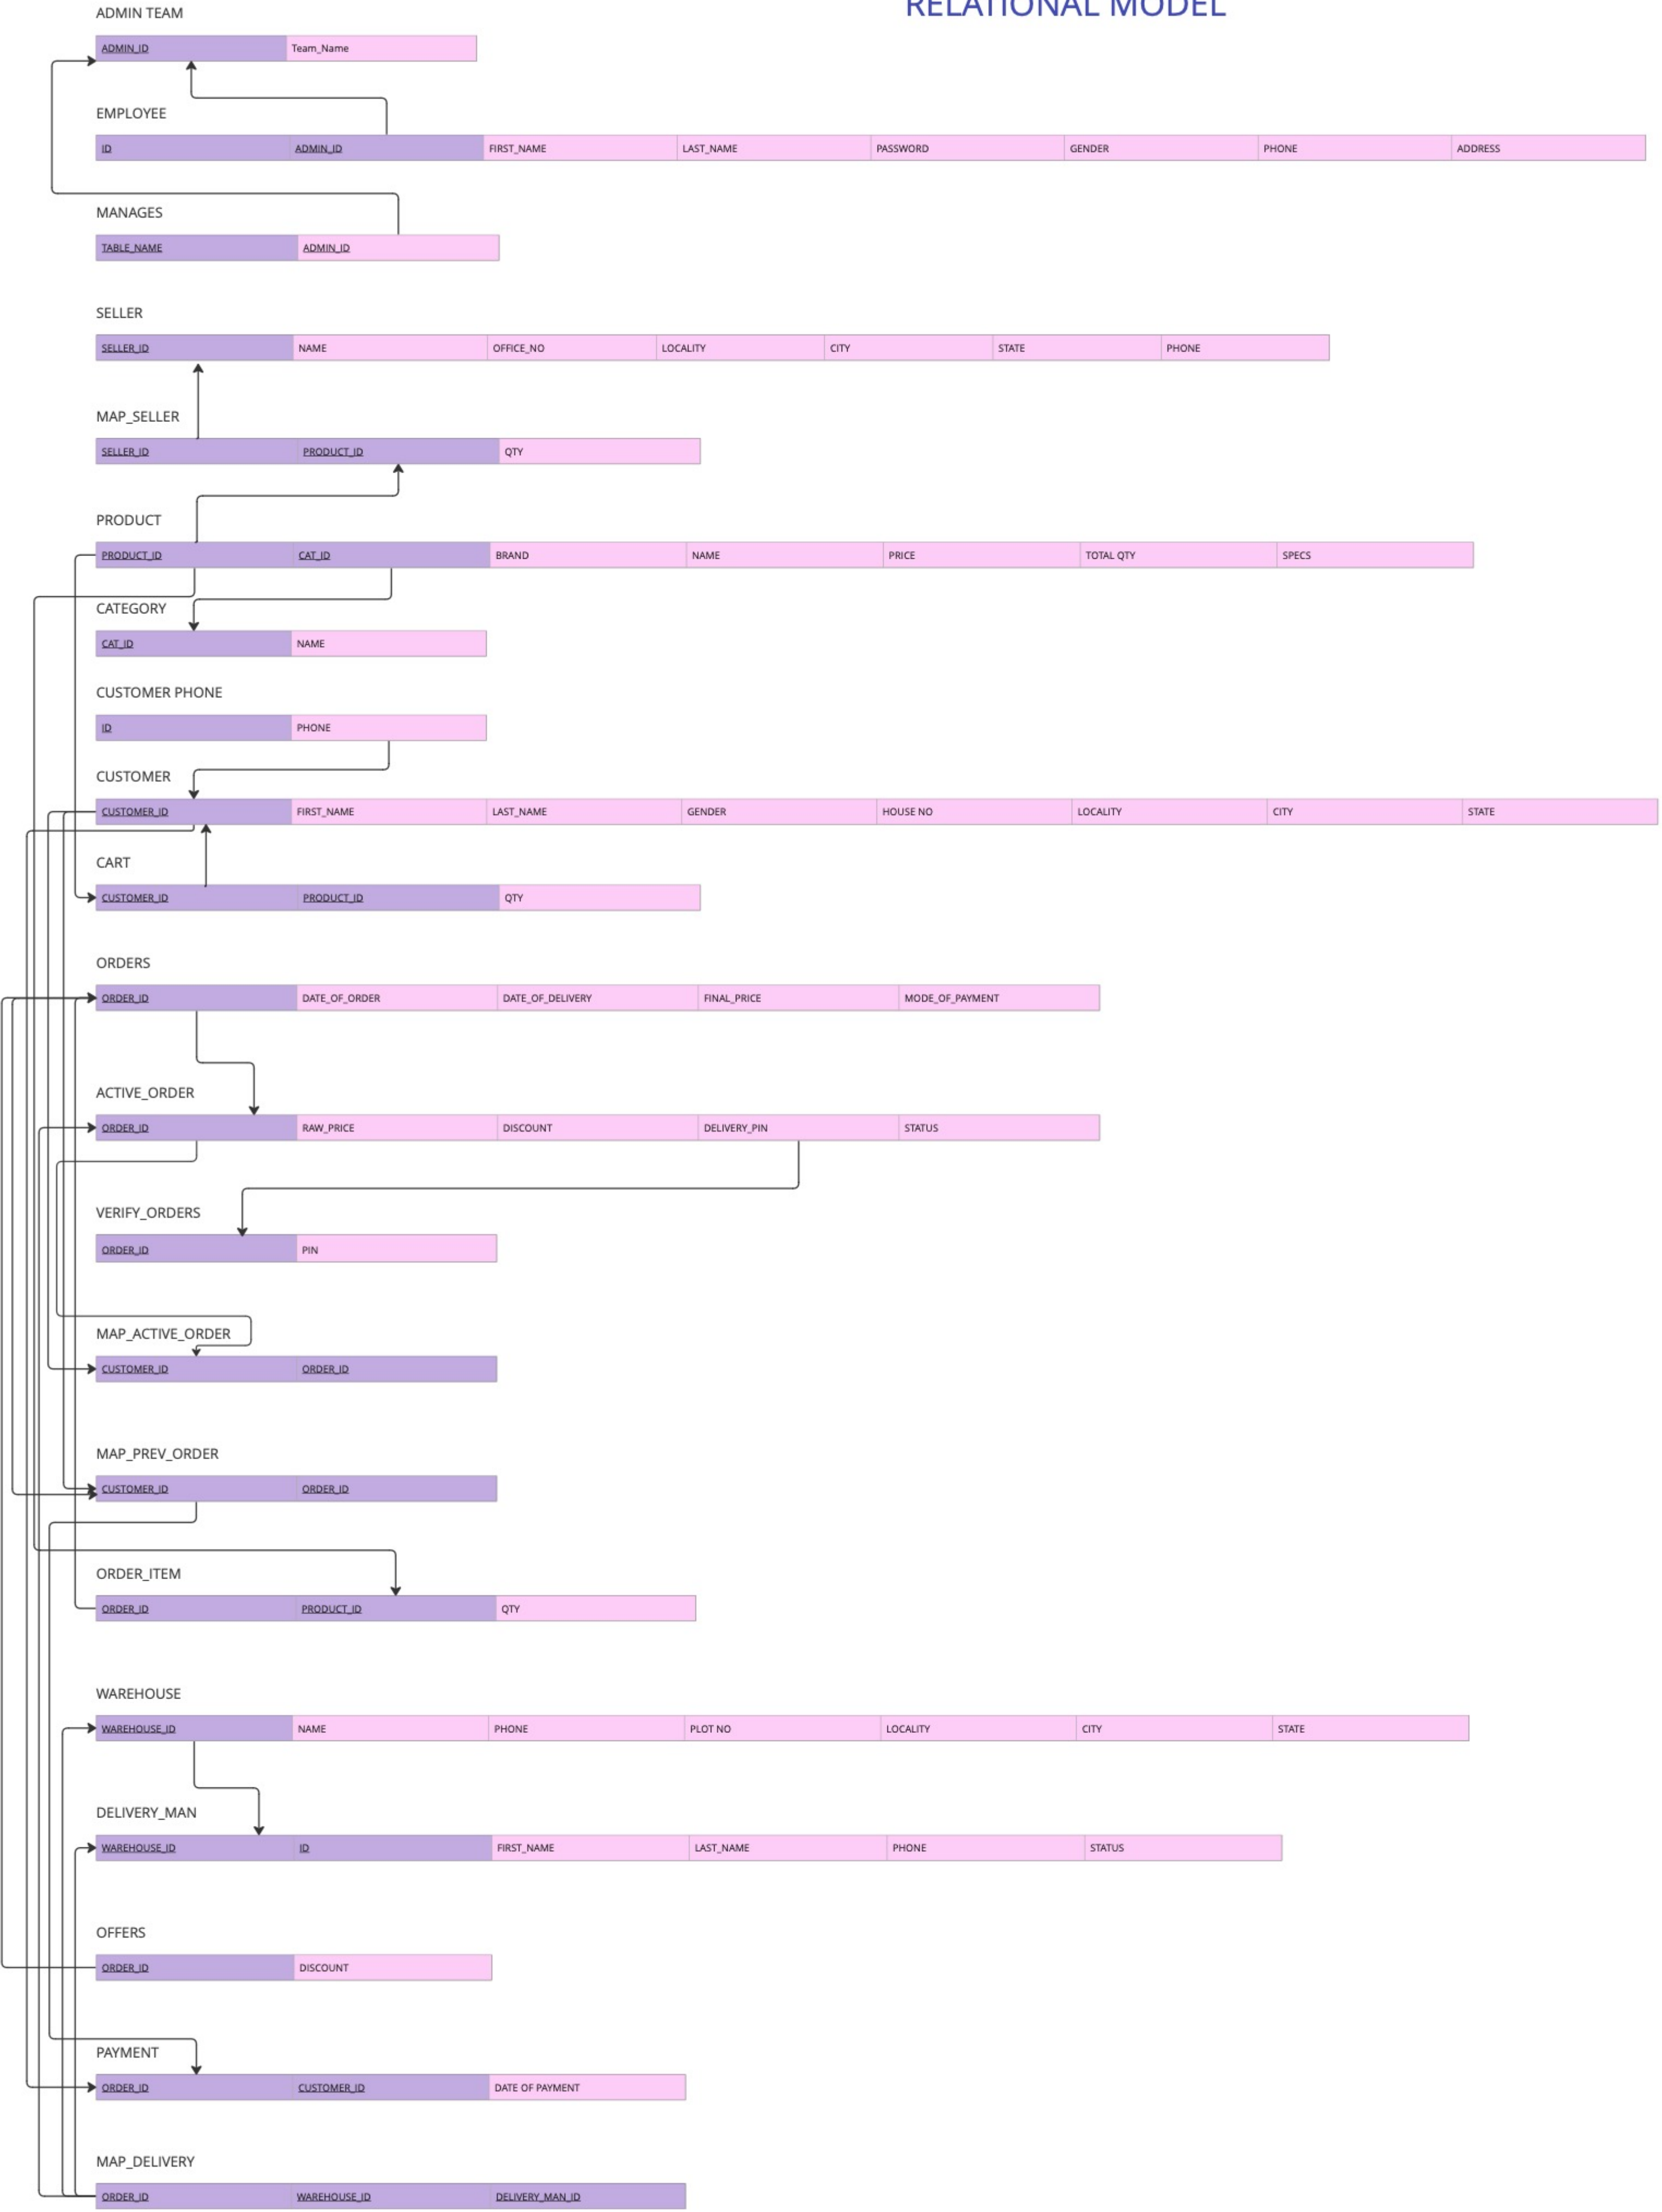 RELATIONAL MODEL
ADMIN TEAM
ADMIN_ID Team_Name
EMPLOYEE
ID ADMIN_ID FIRST_NAME LAST_NAME PASSWORD GENDER PHONE ADDRESS
MANAGES
TABLE_NAME ADMIN_ID
SELLER
SELLER_ID NAME OFFICE_NO LOCALITY CITY STATE PHONE
MAP_SELLER
SELLER_ID PRODUCT_ID QTY
PRODUCT
PRODUCT_ID CAT_ID BRAND NAME PRICE TOTAL QTY SPECS
CATEGORY
CAT_ID NAME
CUSTOMER PHONE
ID PHONE
CUSTOMER
CUSTOMER_ID FIRST_NAME LAST_NAME GENDER HOUSE NO LOCALITY CITY STATE
CART
CUSTOMER_ID PRODUCT_ID QTY
ORDERS
ORDER_ID DATE_OF_ORDER DATE_OF_DELIVERY FINAL_PRICE MODE_OF_PAYMENT
ACTIVE_ORDER
ORDER_ID RAW_PRICE DISCOUNT DELIVERY_PIN STATUS
VERIFY_ORDERS
ORDER_ID PIN
MAP_ACTIVE_ORDER
CUSTOMER_ID ORDER_ID
MAP_PREV_ORDER
CUSTOMER_ID ORDER_ID
ORDER_ITEM
ORDER_ID PRODUCT_ID QTY
WAREHOUSE
WAREHOUSE_ID NAME PHONE PLOT NO LOCALITY CITY STATE
DELIVERY_MAN
WAREHOUSE_ID ID FIRST_NAME LAST_NAME PHONE STATUS
OFFERS
ORDER_ID DISCOUNT
PAYMENT
ORDER_ID CUSTOMER_ID DATE OF PAYMENT
MAP_DELIVERY
ORDER_ID WAREHOUSE_ID DELIVERY_MAN_ID